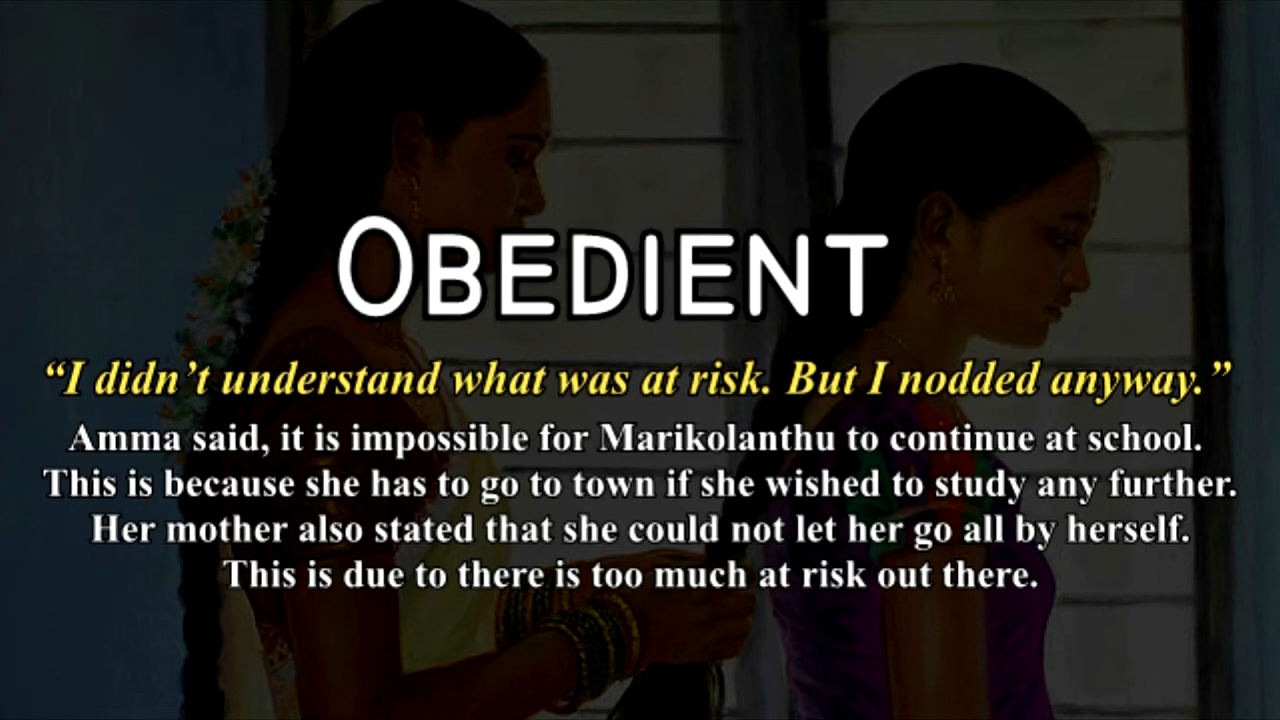 OBEDIENT
“I didn’t understand what was at risk. But I nodded anyway.”
Amma said, it is impossible for Marikolanthu to continue at school.
This is because she has to go to town if she wished to study any further.
Her mother also stated that she could not let her go all by herself.
This is due to there is too much at risk out there.